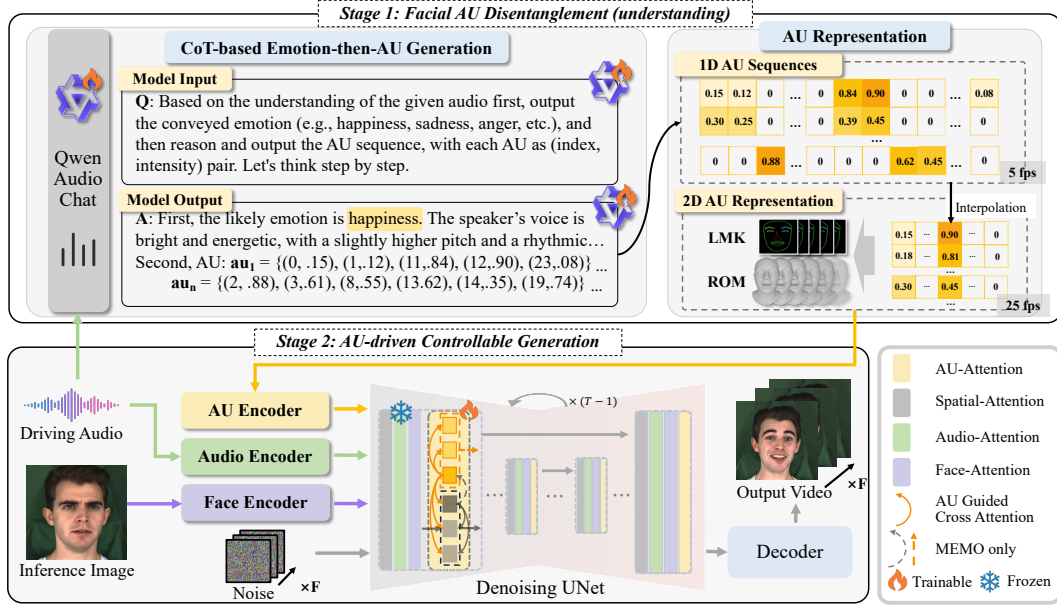 Stage 1: Facial AU Disentanglement (understanding)
CoT-based Emotion-then-AU Generation
Qwen
Audio
Chat
Model Input
Q: Based on the understanding of the given audio first, output
the conveyed emotion (e.g., happiness, sadness, anger, etc.), and
then reason and output the AU sequence, with each AU as (index,
intensity) pair. Let's think step by step.
Model Output
A: First, the likely emotion is happiness. The speaker's voice is
bright and energetic, with a slightly higher pitch and a rhythmic...
Second, AU: au1 = {(0, .15), (1,.12), (11,.84), (12,.90), (23,.08)} ...
aun = {(2, .88), (3,.61), (8,.55), (13.62), (14,.35), (19,.74)} ...
AU Representation
1D AU Sequences
0.15 0.12 0 ... 0.84 0.90 0 0 ... 0.08
0.30 0.25 0 ... 0.39 0.45 0 0 ... 0
...
0 0 0.88 ... 0 0 0 0.62 0.45 ... 0
5 fps
Interpolation
2D AU Representation
LMK
ROM
0.15 ... 0.90 ... 0
0.18 ... 0.81 ... 0
...
0.30 ... 0.45 ... 0
25 fps
Stage 2: AU-driven Controllable Generation
Driving Audio
Inference Image
AU Encoder
Audio Encoder
Face Encoder
Noise
×F
×(T−1)
...
...
Denoising UNet
Output Video
×F
Decoder
AU-Attention
Spatial-Attention
Audio-Attention
Face-Attention
AU Guided
Cross Attention
MEMO only
Trainable
Frozen